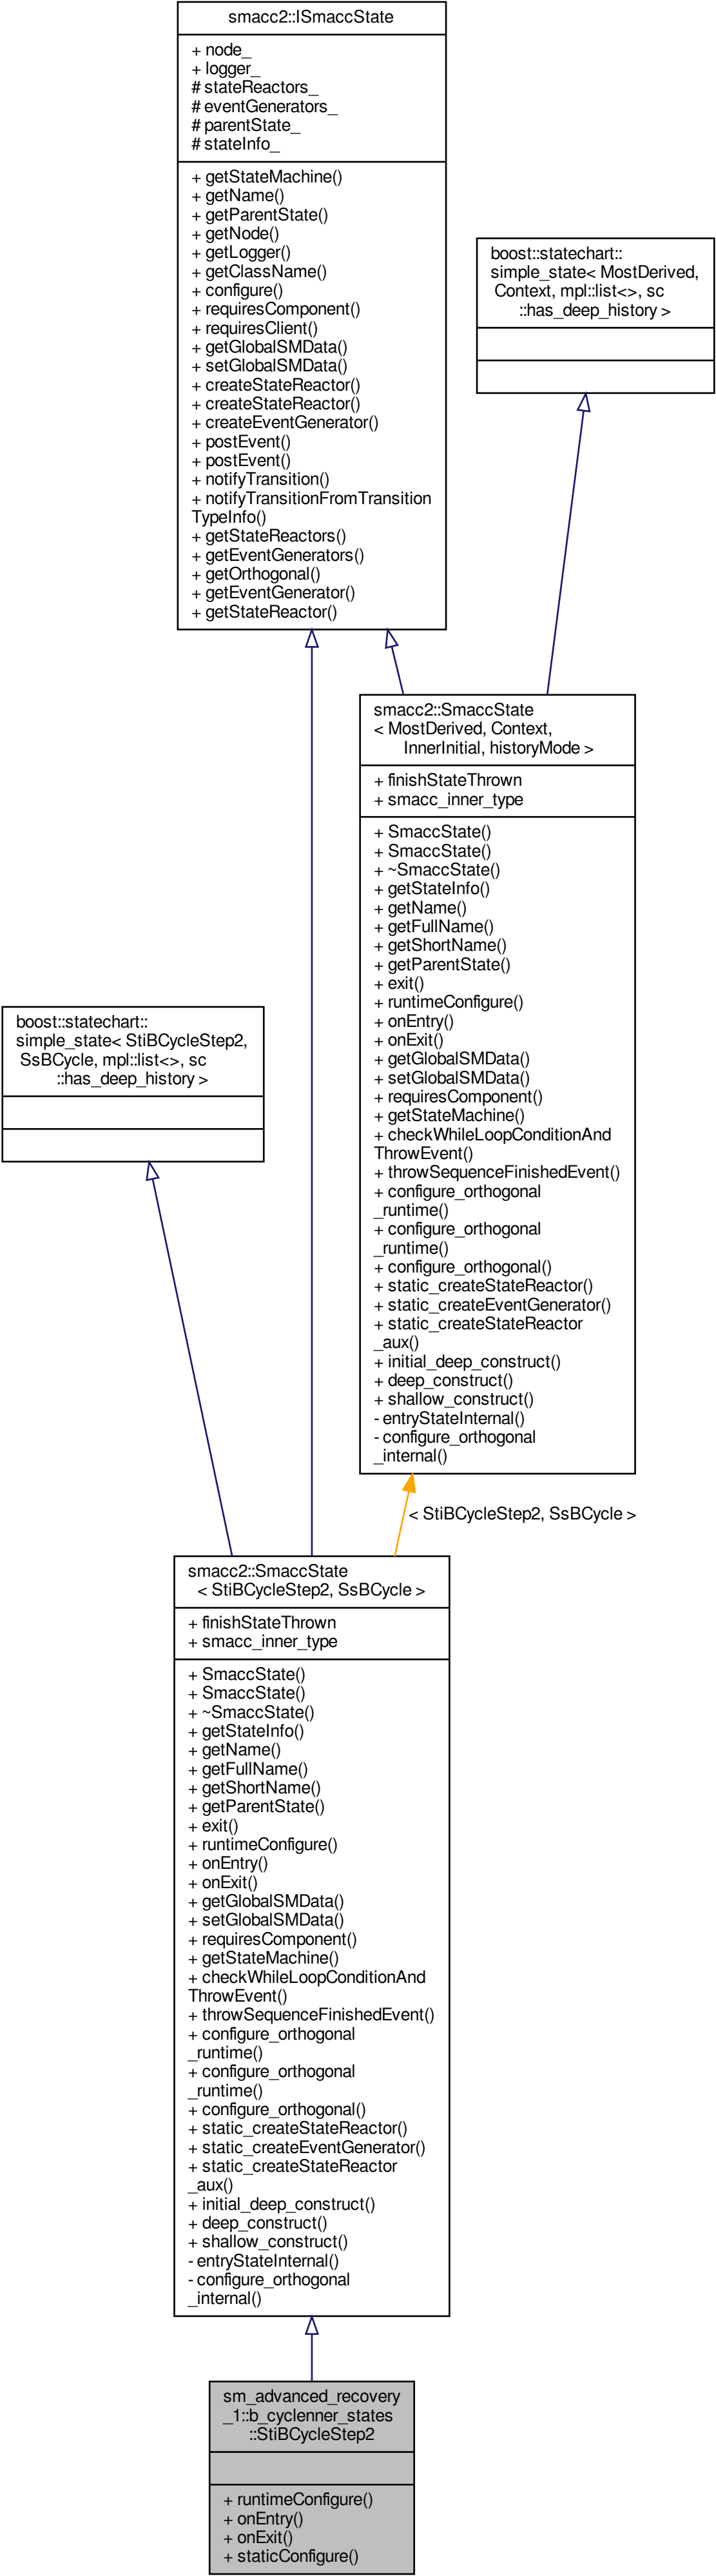 smacc2::ISmaccState
+ node_
+ logger_
# stateReactors_
# eventGenerators_
# parentState_
# stateInfo_
+ getStateMachine()
+ getName()
+ getParentState()
+ getNode()
+ getLogger()
+ getClassName()
+ configure()
+ requiresComponent()
+ requiresClient()
+ getGlobalSMData()
+ setGlobalSMData()
+ createStateReactor()
+ createStateReactor()
+ createEventGenerator()
+ postEvent()
+ postEvent()
+ notifyTransition()
+ notifyTransitionFromTransition
TypeInfo()
+ getStateReactors()
+ getEventGenerators()
+ getOrthogonal()
+ getEventGenerator()
+ getStateReactor()
boost::statechart::
simple_state< MostDerived,
Context, mpl::list<>, sc
::has_deep_history >
smacc2::SmaccState
< MostDerived, Context,
InnerInitial, historyMode >
+ finishStateThrown
+ smacc_inner_type
+ SmaccState()
+ SmaccState()
+ ~SmaccState()
+ getStateInfo()
+ getName()
+ getFullName()
+ getShortName()
+ getParentState()
+ exit()
+ runtimeConfigure()
+ onEntry()
+ onExit()
+ getGlobalSMData()
+ setGlobalSMData()
+ requiresComponent()
+ getStateMachine()
+ checkWhileLoopConditionAnd
ThrowEvent()
+ throwSequenceFinishedEvent()
+ configure_orthogonal
_runtime()
+ configure_orthogonal
_runtime()
+ configure_orthogonal()
+ static_createStateReactor()
+ static_createEventGenerator()
+ static_createStateReactor
_aux()
+ initial_deep_construct()
+ deep_construct()
+ shallow_construct()
- entryStateInternal()
- configure_orthogonal
_internal()
boost::statechart::
simple_state< StiBCycleStep2,
SsBCycle, mpl::list<>, sc
::has_deep_history >
< StiBCycleStep2, SsBCycle >
smacc2::SmaccState
< StiBCycleStep2, SsBCycle >
+ finishStateThrown
+ smacc_inner_type
+ SmaccState()
+ SmaccState()
+ ~SmaccState()
+ getStateInfo()
+ getName()
+ getFullName()
+ getShortName()
+ getParentState()
+ exit()
+ runtimeConfigure()
+ onEntry()
+ onExit()
+ getGlobalSMData()
+ setGlobalSMData()
+ requiresComponent()
+ getStateMachine()
+ checkWhileLoopConditionAnd
ThrowEvent()
+ throwSequenceFinishedEvent()
+ configure_orthogonal
_runtime()
+ configure_orthogonal
_runtime()
+ configure_orthogonal()
+ static_createStateReactor()
+ static_createEventGenerator()
+ static_createStateReactor
_aux()
+ initial_deep_construct()
+ deep_construct()
+ shallow_construct()
- entryStateInternal()
- configure_orthogonal
_internal()
sm_advanced_recovery
_1::b_cyclenner_states
::StiBCycleStep2
+ runtimeConfigure()
+ onEntry()
+ onExit()
+ staticConfigure()